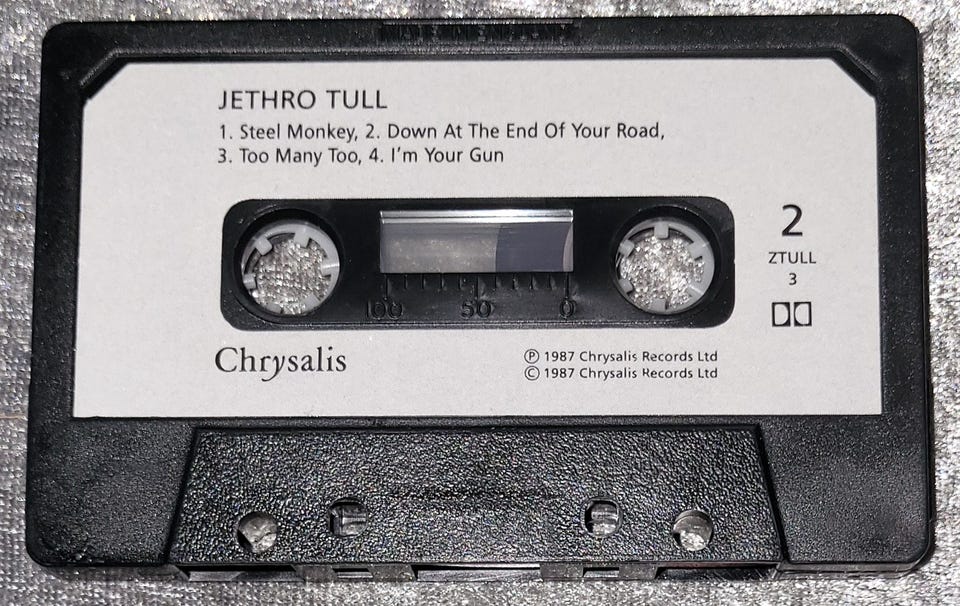 JETHRO TULL
1. Steel Monkey, 2. Down At The End Of Your Road,
3. Too Many Too, 4. I'm Your Gun
2
ZTULL
3
100 50 0
Chrysalis
Ⓟ 1987 Chrysalis Records Ltd
© 1987 Chrysalis Records Ltd